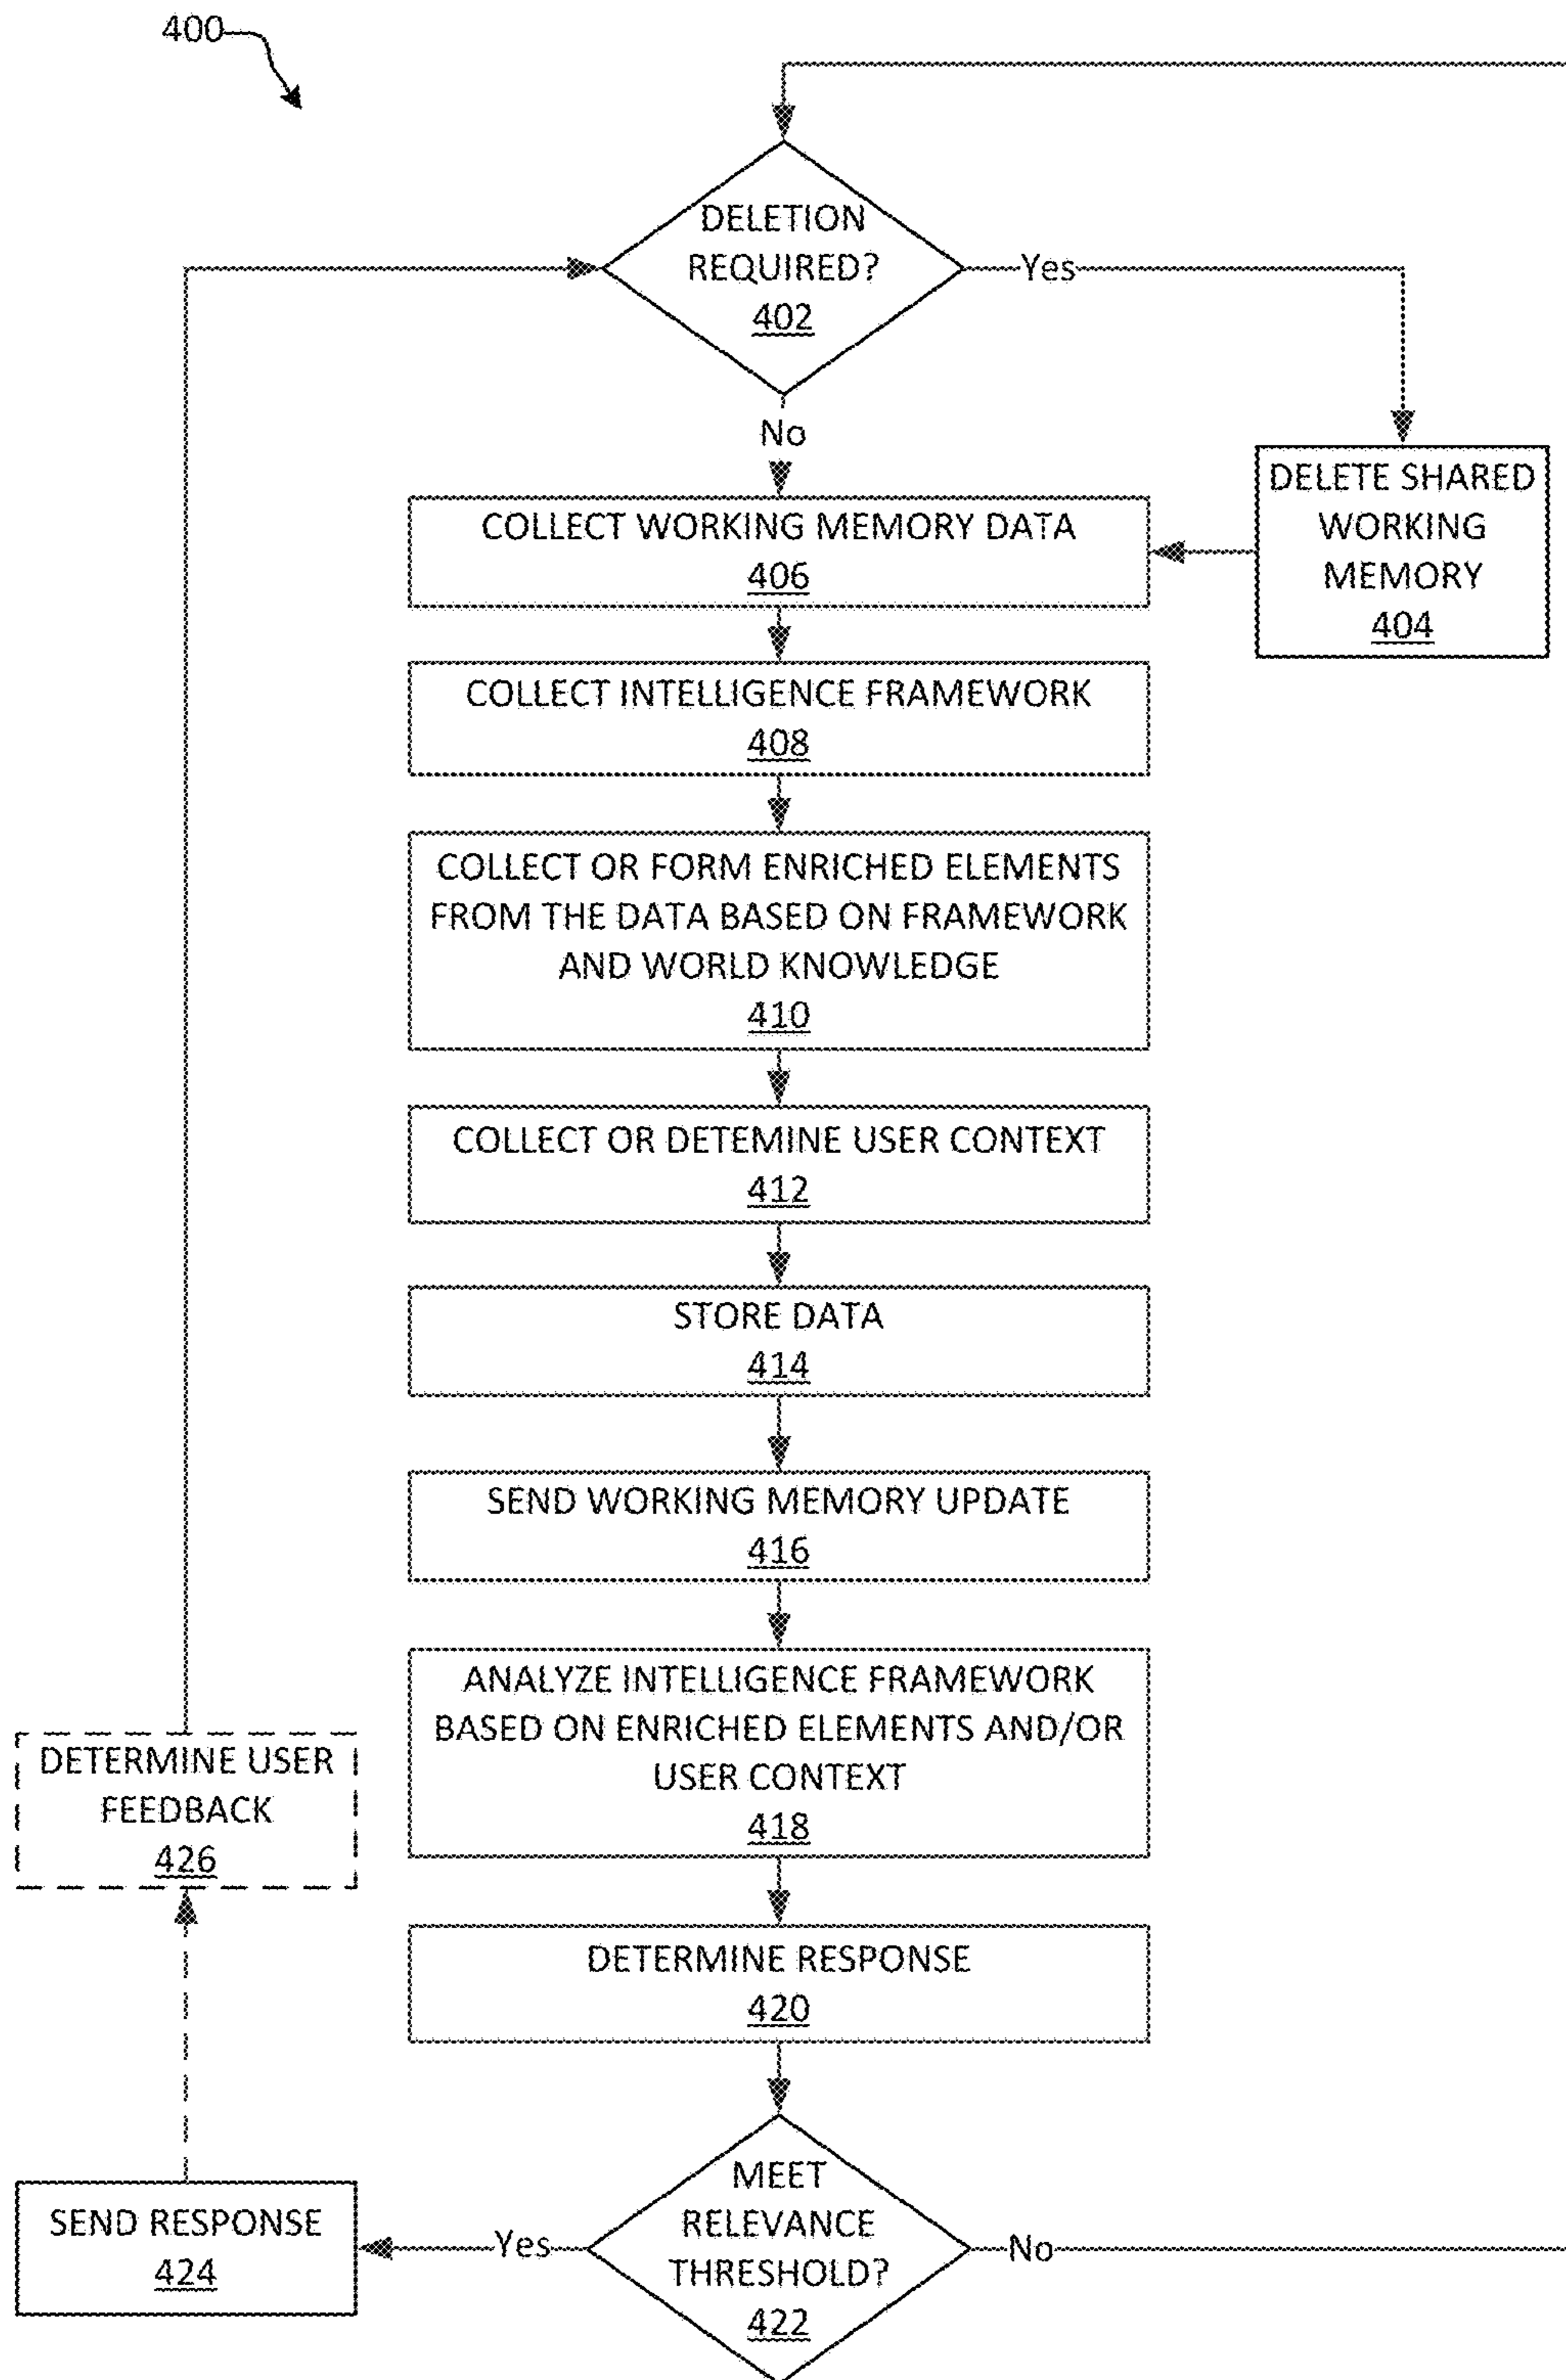 400
DELETION
REQUIRED?
402
Yes
No
DELETE SHARED
WORKING
MEMORY
404
COLLECT WORKING MEMORY DATA
406
COLLECT INTELLIGENCE FRAMEWORK
408
COLLECT OR FORM ENRICHED ELEMENTS
FROM THE DATA BASED ON FRAMEWORK
AND WORLD KNOWLEDGE
410
COLLECT OR DETEMINE USER CONTEXT
412
STORE DATA
414
SEND WORKING MEMORY UPDATE
416
ANALYZE INTELLIGENCE FRAMEWORK
BASED ON ENRICHED ELEMENTS AND/OR
USER CONTEXT
418
DETERMINE RESPONSE
420
MEET
RELEVANCE
THRESHOLD?
422
Yes
No
SEND RESPONSE
424
DETERMINE USER
FEEDBACK
426